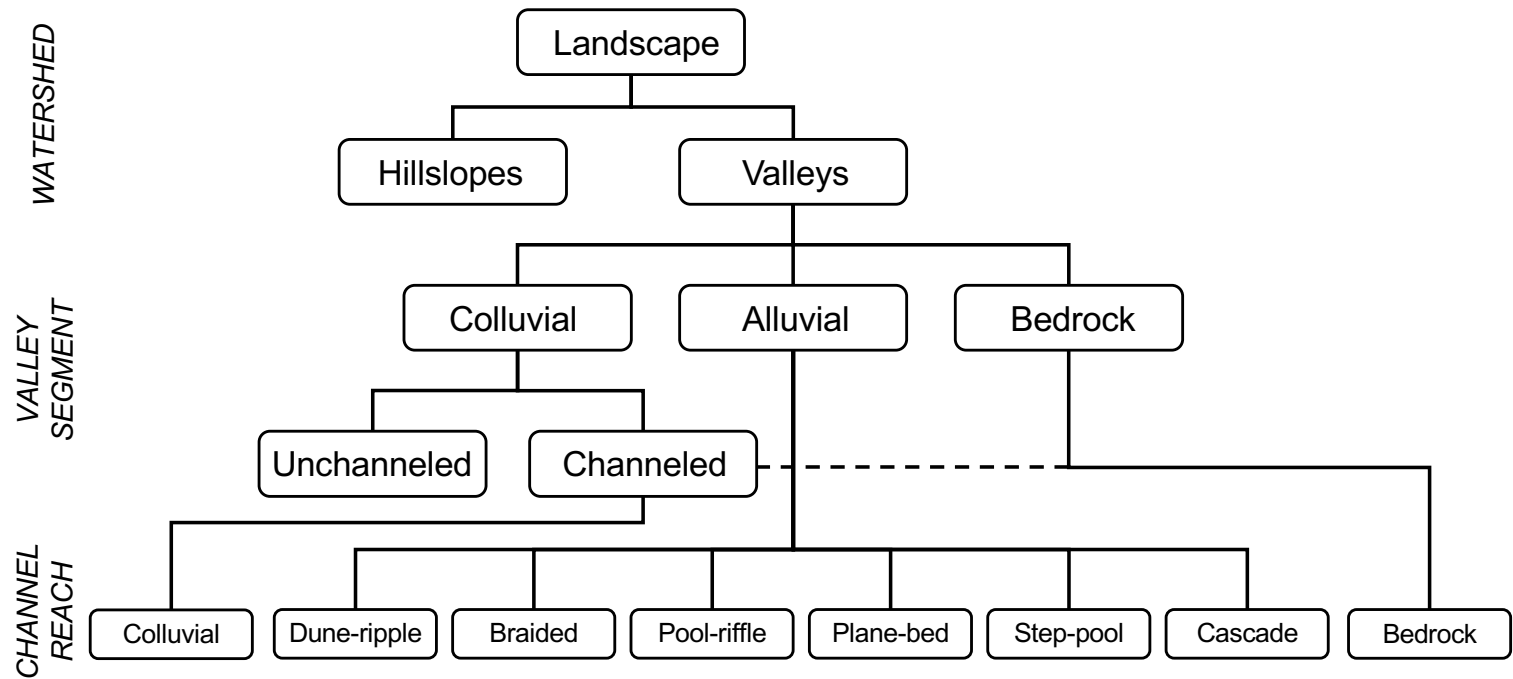 WATERSHED
Landscape
Hillslopes
Valleys
VALLEY
SEGMENT
Colluvial
Alluvial
Bedrock
Unchanneled
Channeled
CHANNEL
REACH
Colluvial
Dune-ripple
Braided
Pool-riffle
Plane-bed
Step-pool
Cascade
Bedrock